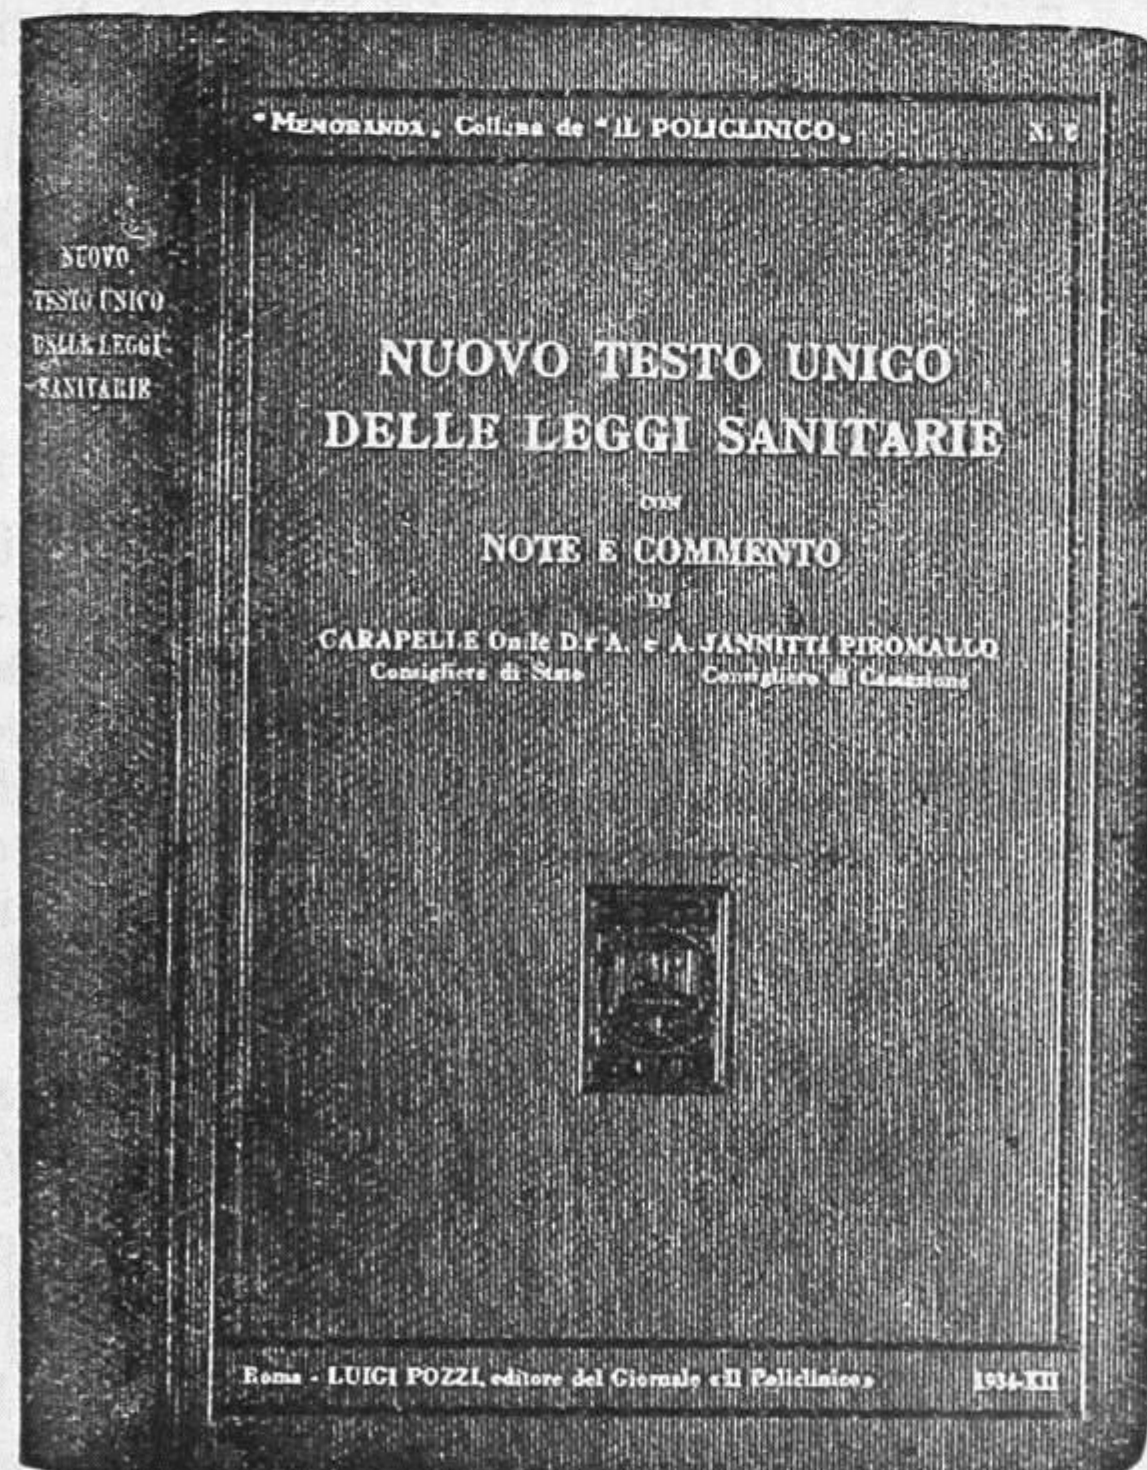 NUOVO
TESTO UNICO
DELLE LEGGI
SANITARIE
"MEMORANDA„ Collana de "IL POLICLINICO„
N.
NUOVO TESTO UNICO
DELLE LEGGI SANITARIE
CON
NOTE E COMMENTO
DI
CARAPELLE On.le D.r A. e A. JANNITTI PIROMALLO
Consigliere di Stato Consigliere di Cassazione
Roma - LUIGI POZZI, editore del Giornale «Il Policlinico»
1934-XII